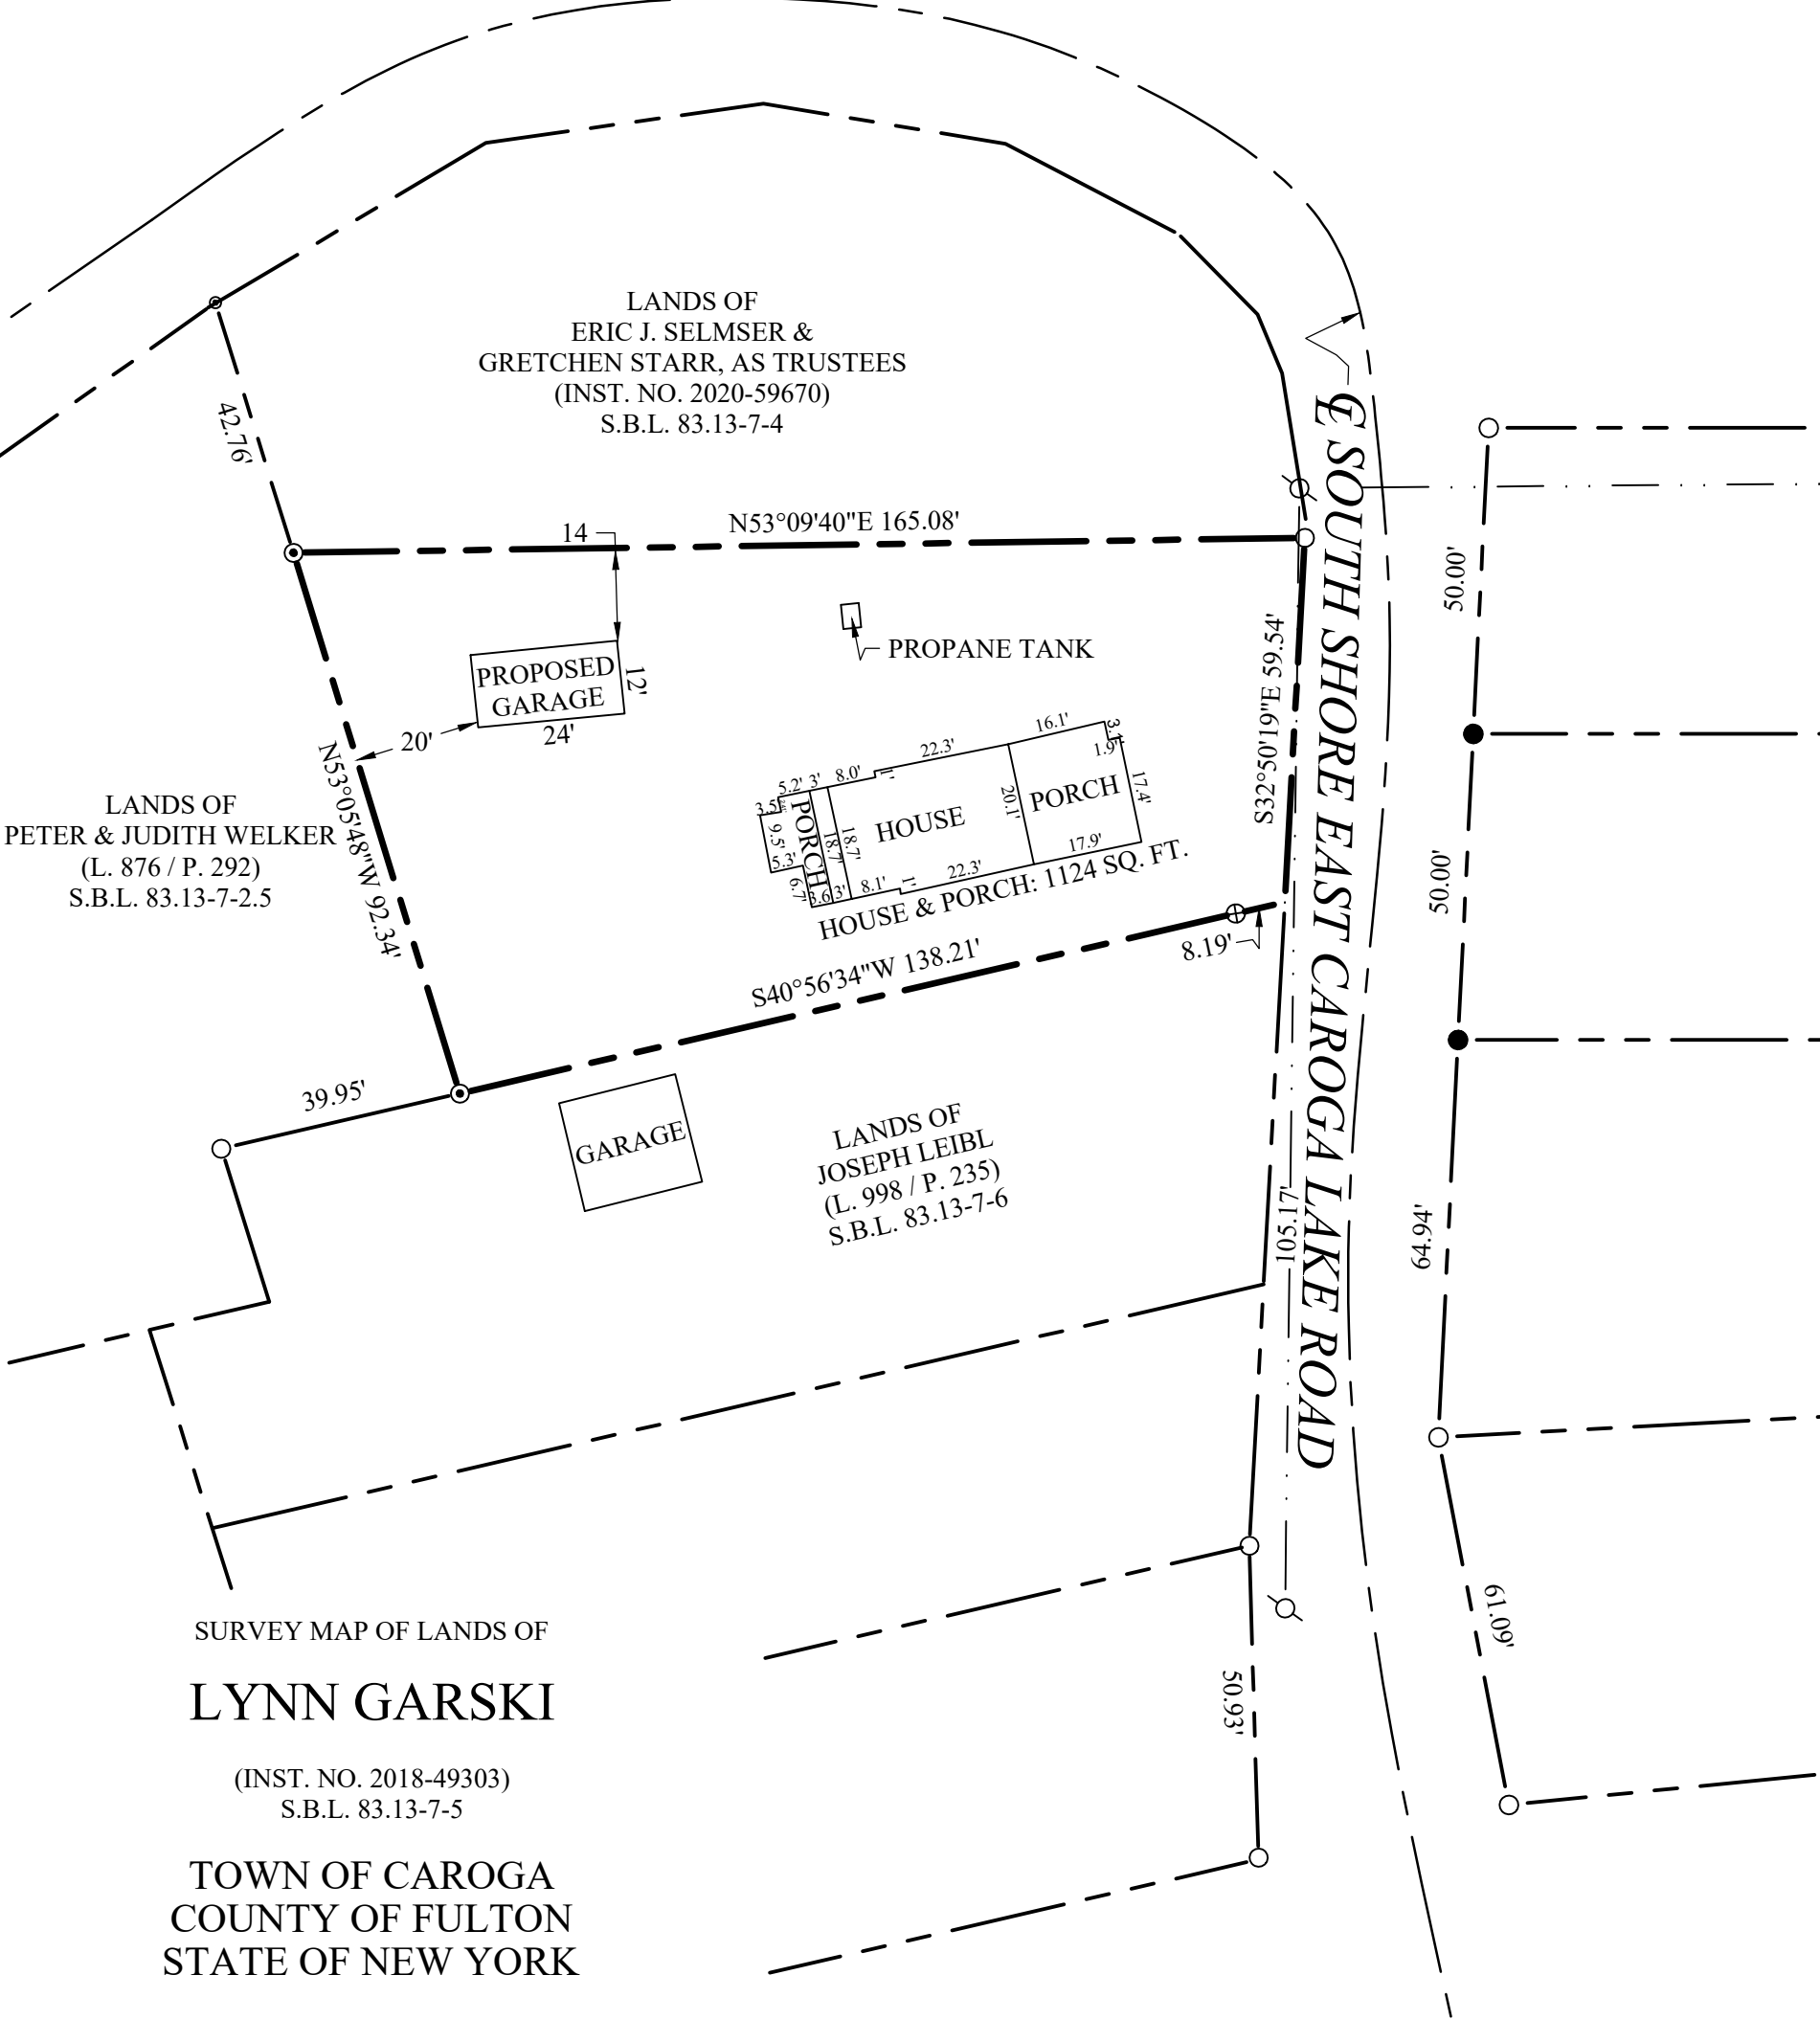 LANDS OF
ERIC J. SELMSER &
GRETCHEN STARR, AS TRUSTEES
(INST. NO. 2020-59670)
S.B.L. 83.13-7-4
42.76'
14
N53°09'40"E 165.08'
PROPANE TANK
PROPOSED
GARAGE
12'
24'
20'
N53°05'48"W 92.34'
S32°50'19"E 59.54'
LANDS OF
PETER & JUDITH WELKER
(L. 876 / P. 292)
S.B.L. 83.13-7-2.5
16.1'
1.9'
22.3'
8.0'
1'
3'
5.2'
3.5'
9.5'
5.3'
6.7'
3.6'
3'
8.1'
1'
22.3'
17.9'
17.4'
20.1'
18.7'
18.7'
PORCH
HOUSE
PORCH
HOUSE & PORCH: 1124 SQ. FT.
S40°56'34"W 138.21'
8.19'
39.95'
GARAGE
LANDS OF
JOSEPH LEIBL
(L. 998 / P. 235)
S.B.L. 83.13-7-6
105.17'
℄ SOUTH SHORE EAST CAROGA LAKE ROAD
50.00'
50.00'
64.94'
61.09'
50.93'
SURVEY MAP OF LANDS OF
LYNN GARSKI
(INST. NO. 2018-49303)
S.B.L. 83.13-7-5
TOWN OF CAROGA
COUNTY OF FULTON
STATE OF NEW YORK